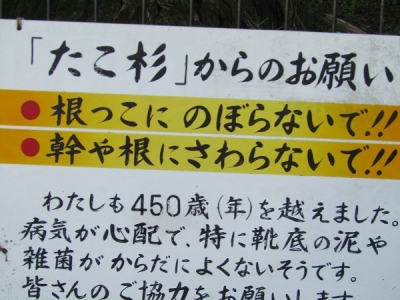 「たこ杉」からのお願い
●根っこに のぼらないで!!
●幹や根にさわらないで!!
わたしも450歳(年)を越えました。
病気が心配で、特に靴底の泥や
雑菌が からだによくないそうです。
皆さんのご協力をお願いします